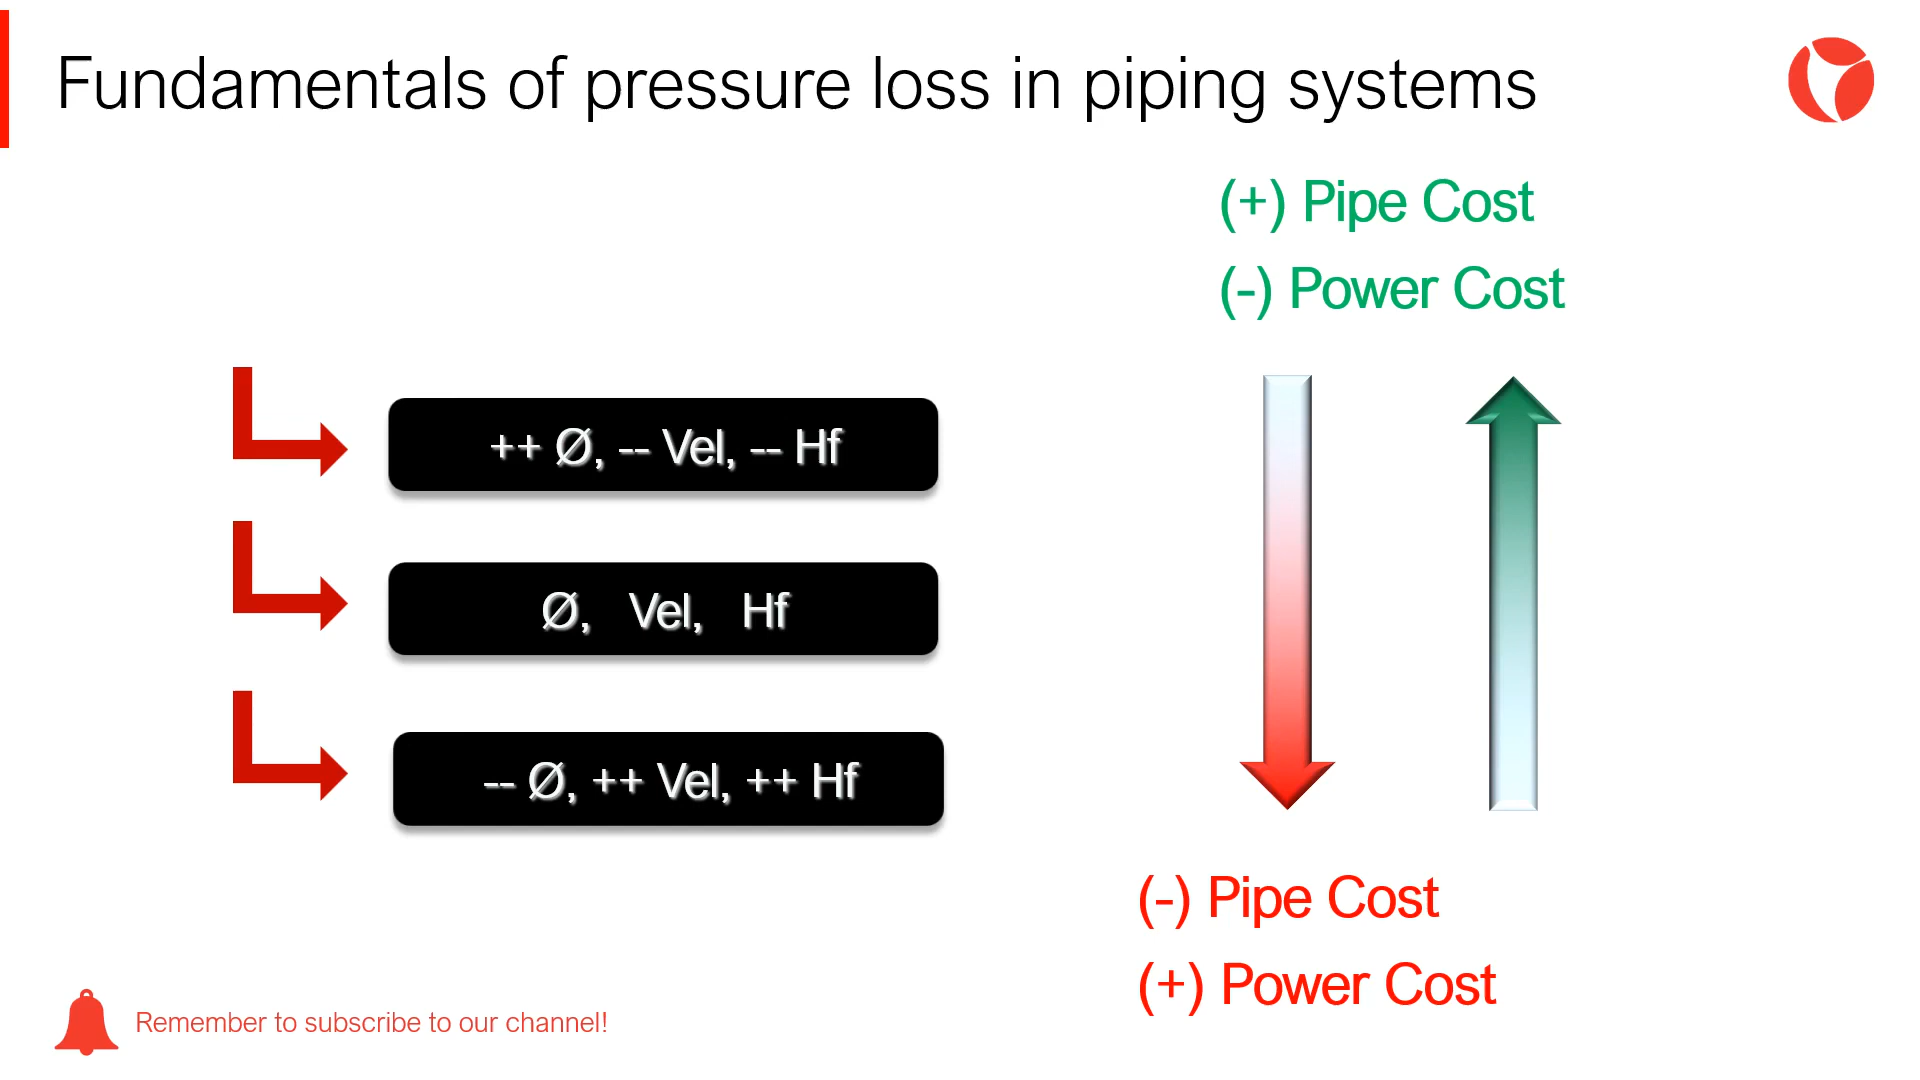 Fundamentals of pressure loss in piping systems
(+) Pipe Cost
(-) Power Cost
++ Ø, -- Vel, -- Hf
Ø, Vel, Hf
-- Ø, ++ Vel, ++ Hf
(-) Pipe Cost
(+) Power Cost
Remember to subscribe to our channel!